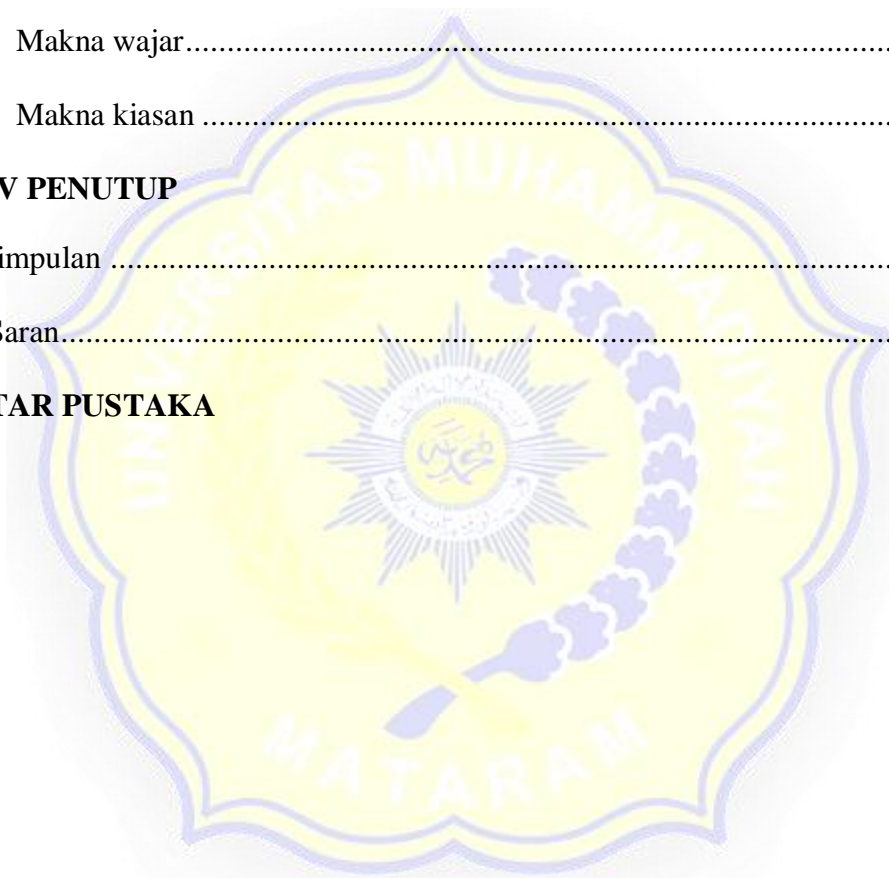 Makna wajar.....................................................................................
Makna kiasan ...................................................................................
V PENUTUP
impulan ..............................................................................................
Saran....................................................................................................
TAR PUSTAKA
UNIVERSITAS MUHAMMADIYAH
MATARAM